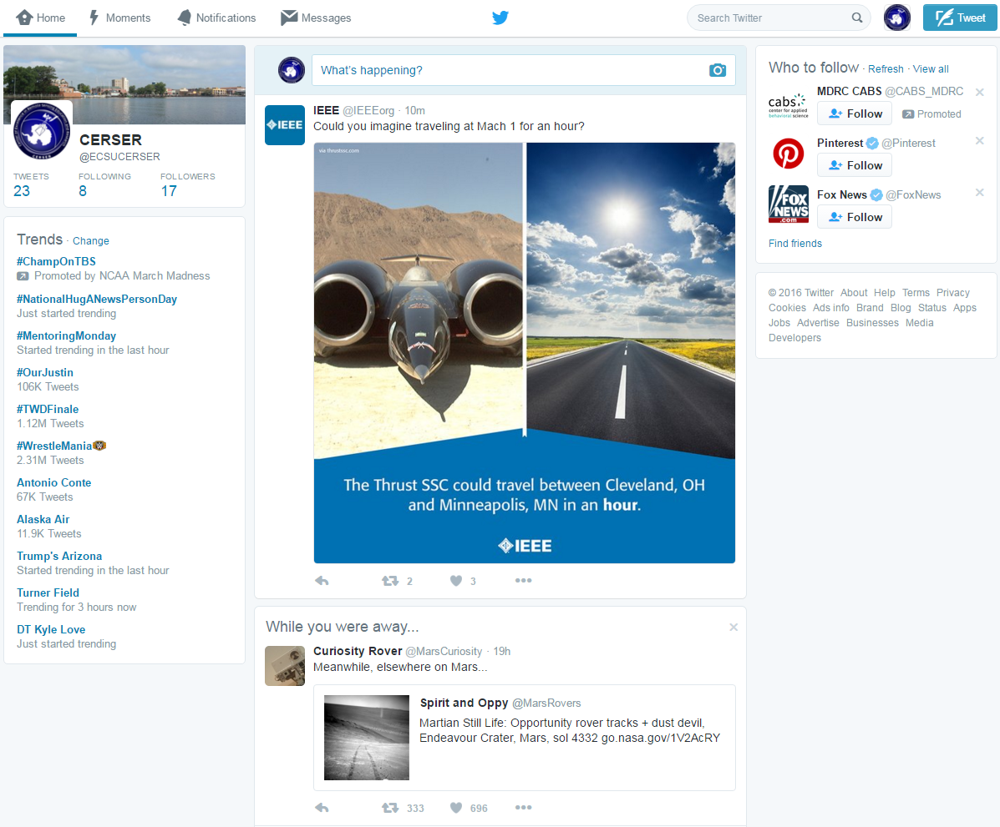 Home
Moments
Notifications
Messages
Search Twitter
Tweet
CERSER
CERSER
@ECSUCERSER
TWEETS FOLLOWING FOLLOWERS
23 8 17
Trends · Change
#ChampOnTBS
Promoted by NCAA March Madness
#NationalHugANewsPersonDay
Just started trending
#MentoringMonday
Started trending in the last hour
#OurJustin
106K Tweets
#TWDFinale
1.12M Tweets
#WrestleMania
2.31M Tweets
Antonio Conte
67K Tweets
Alaska Air
11.9K Tweets
Trump's Arizona
Started trending in the last hour
Turner Field
Trending for 3 hours now
DT Kyle Love
Just started trending
What's happening?
IEEE
IEEE @IEEEorg · 10m
Could you imagine traveling at Mach 1 for an hour?
via thrustssc.com
The Thrust SSC could travel between Cleveland, OH
and Minneapolis, MN in an hour.
IEEE
2 3
While you were away...
Curiosity Rover @MarsCuriosity · 19h
Meanwhile, elsewhere on Mars...
Spirit and Oppy @MarsRovers
Martian Still Life: Opportunity rover tracks + dust devil,
Endeavour Crater, Mars, sol 4332 go.nasa.gov/1V2AcRY
333 696
Who to follow · Refresh · View all
cabs
center for applied
behavioral science
MDRC CABS @CABS_MDRC
Follow Promoted
Pinterest @Pinterest
Follow
FOX
NEWS
.com
Fox News @FoxNews
Follow
Find friends
© 2016 Twitter About Help Terms Privacy
Cookies Ads info Brand Blog Status Apps
Jobs Advertise Businesses Media
Developers